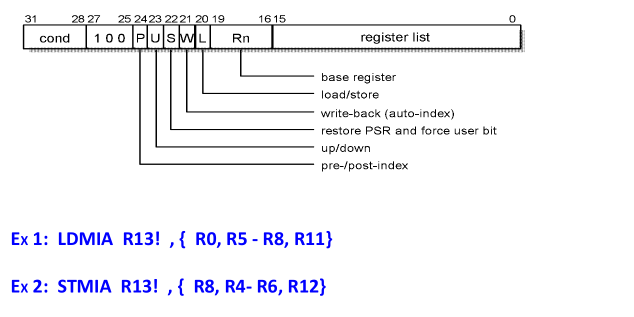 31 28 27 25 24 23 22 21 20 19 16 15 0
cond 1 0 0 P U S W L Rn register list
base register
load/store
write-back (auto-index)
restore PSR and force user bit
up/down
pre-/post-index
Ex 1: LDMIA R13! , { R0, R5 - R8, R11}
Ex 2: STMIA R13! , { R8, R4- R6, R12}